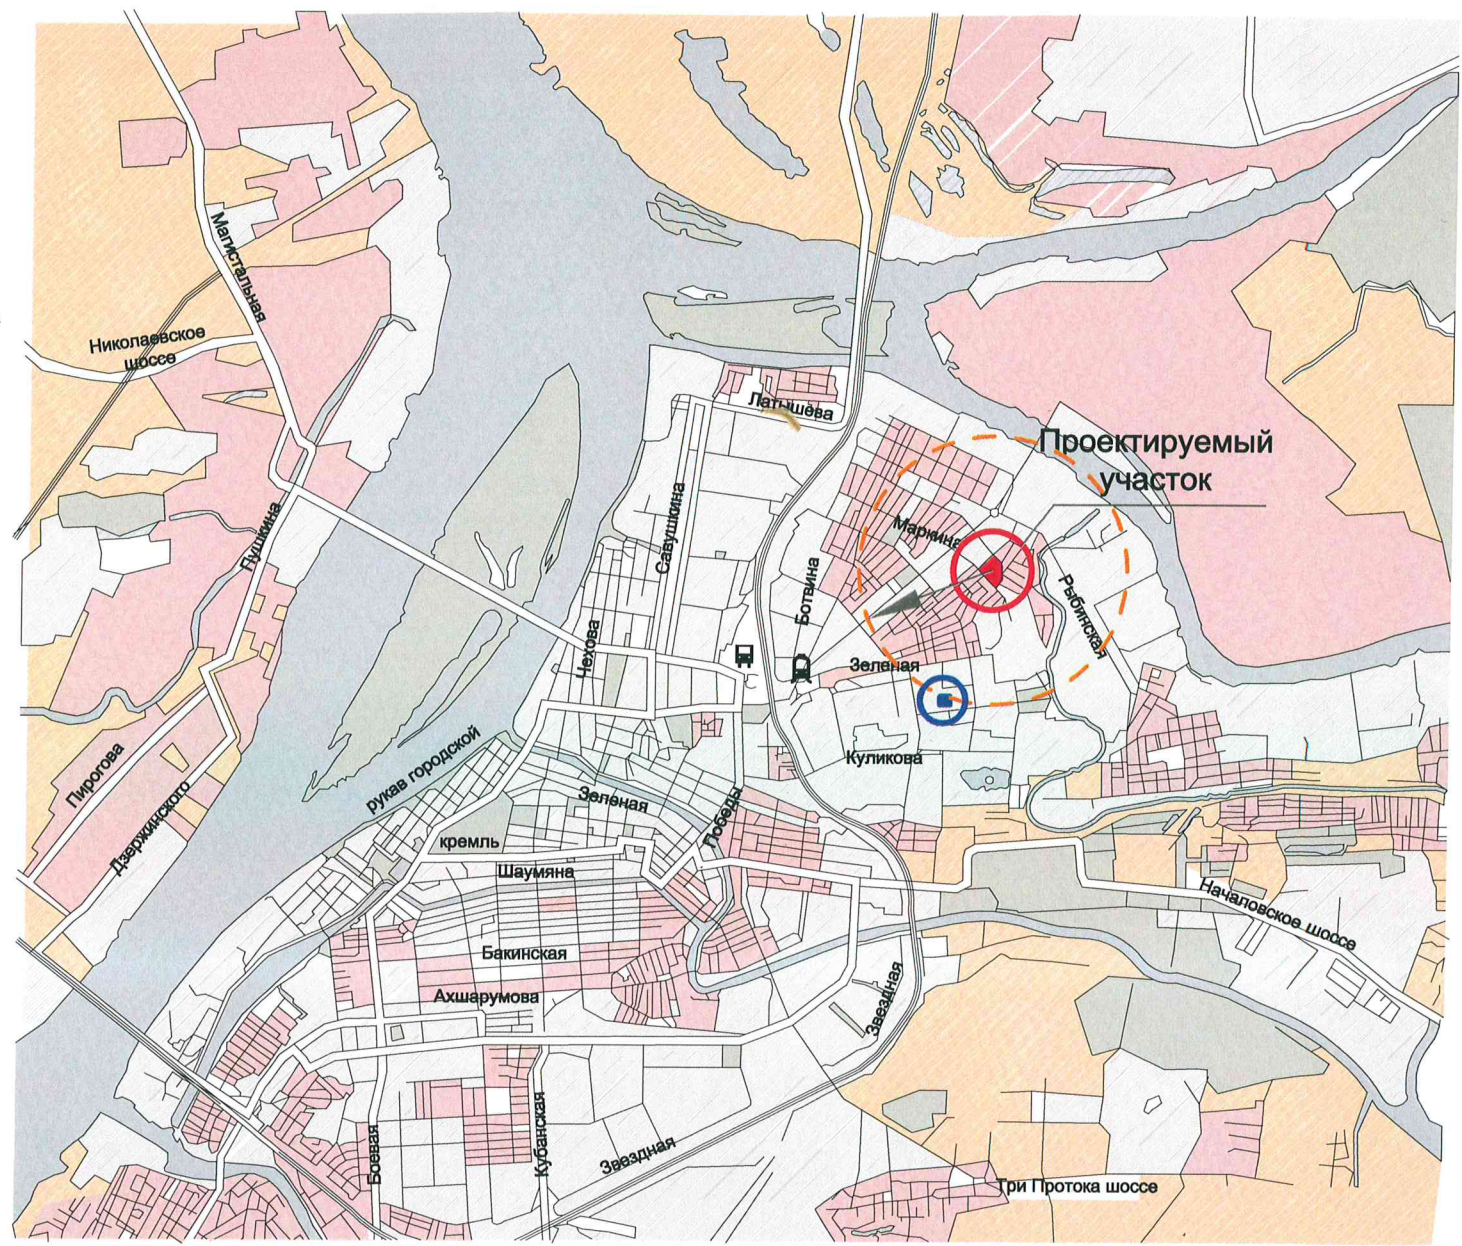 Магистальная
Николаевское
шоссе
Латышева
Проектируемый
участок
Савушкина
Маркина
Пушкина
Ботвина
Рыбинская
Чехова
Зеленая
рукав городской
Куликова
Пирогова
Дзержинского
Зеленая
Победы
кремль
Шаумяна
Началовское шоссе
Бакинская
Ахшарумова
Звездная
Боевая
Кубанская
Звездная
Три Протока шоссе